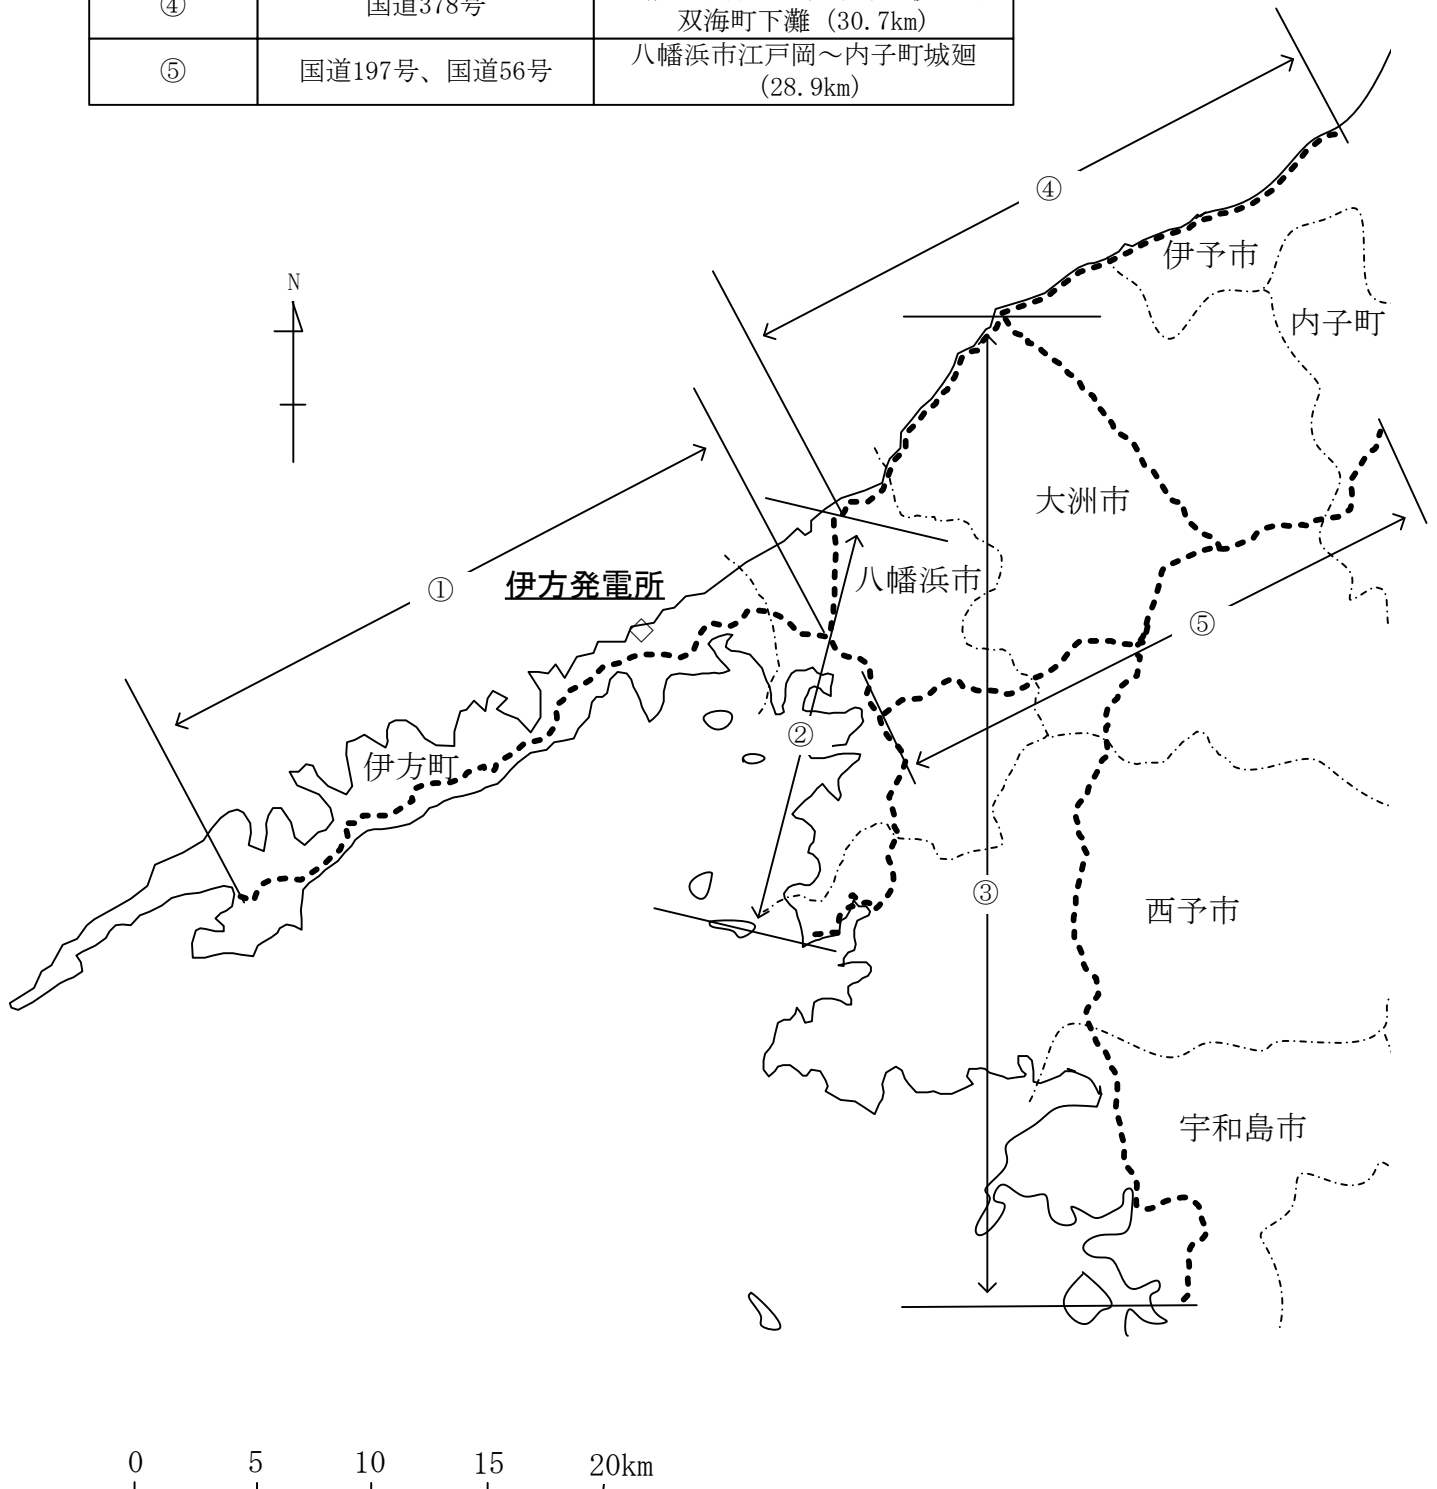 ④
国道378号
双海町下灘 (30.7km)
⑤
国道197号、国道56号
八幡浜市江戸岡～内子町城廻
(28.9km)
④
伊予市
N
内子町
大洲市
①
伊方発電所
八幡浜市
⑤
②
伊方町
③
西予市
宇和島市
0 5 10 15 20km